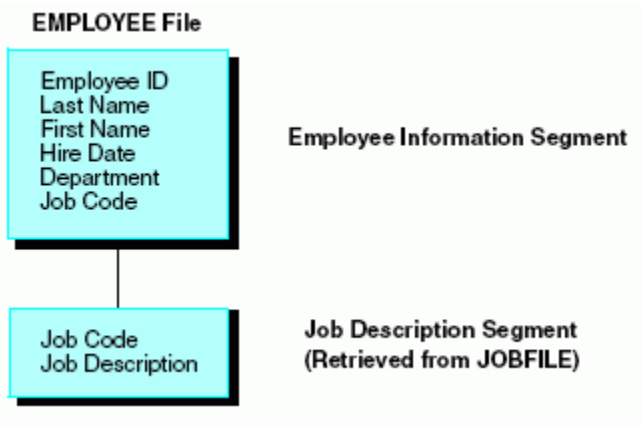 EMPLOYEE File
Employee ID
Last Name
First Name
Hire Date
Department
Job Code
Employee Information Segment
Job Code
Job Description
Job Description Segment
(Retrieved from JOBFILE)